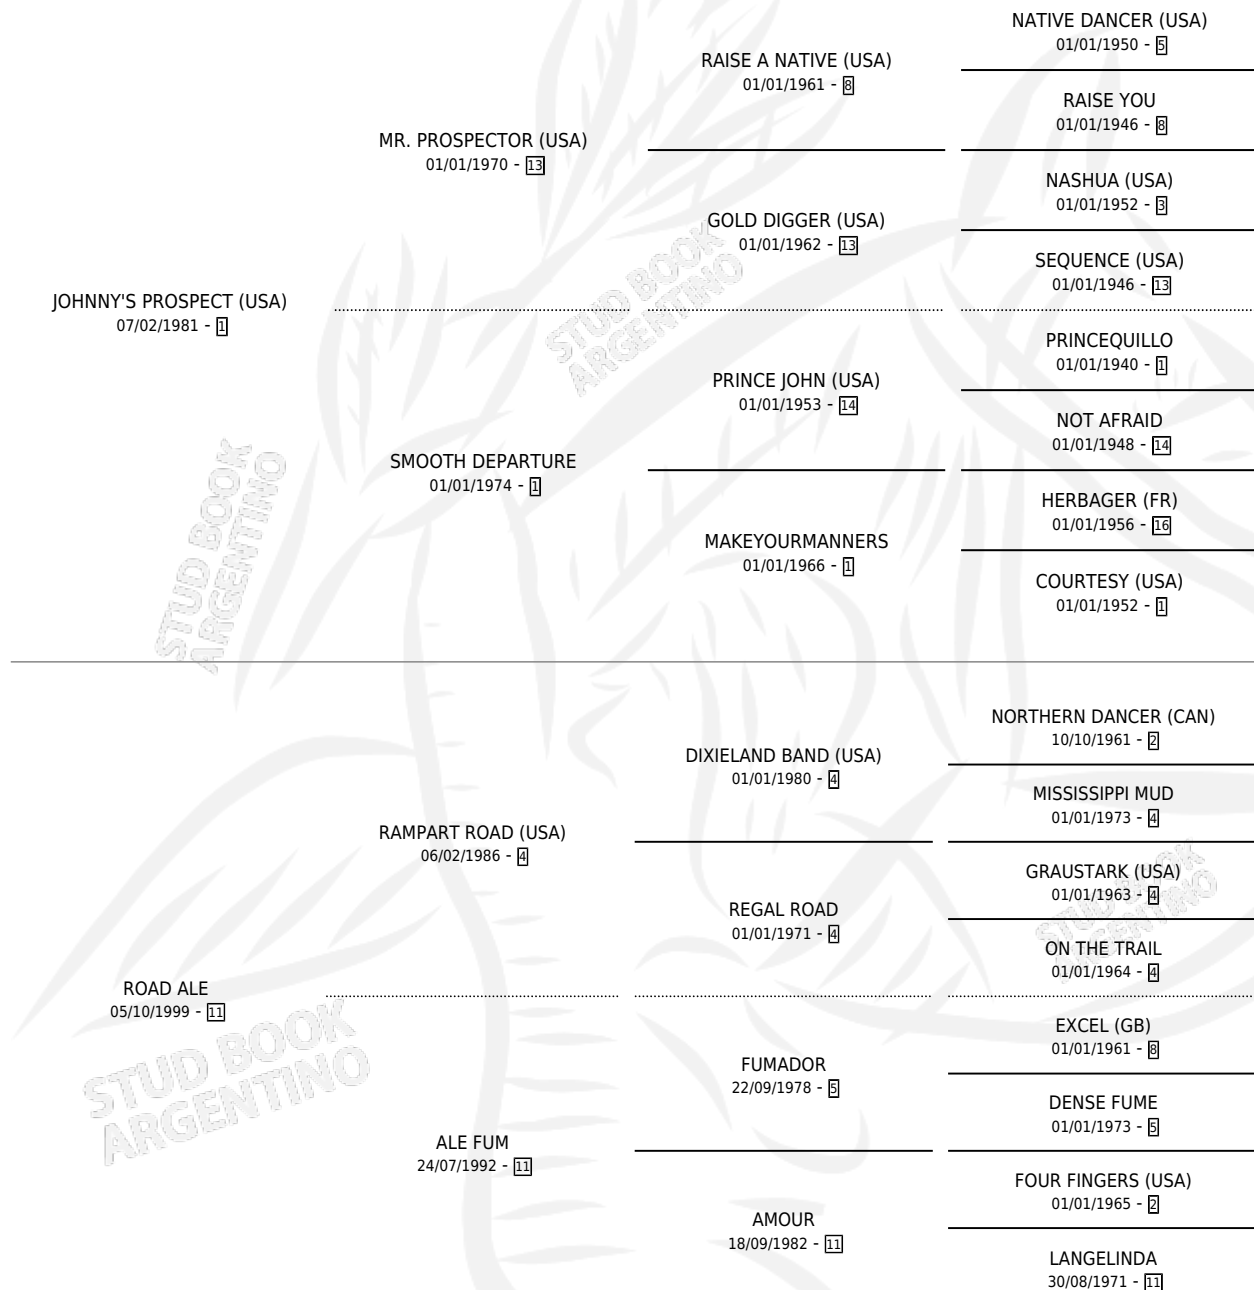 NATIVE DANCER (USA)
01/01/1950 - 5
RAISE A NATIVE (USA)
01/01/1961 - 8
RAISE YOU
01/01/1946 - 8
MR. PROSPECTOR (USA)
01/01/1970 - 13
NASHUA (USA)
01/01/1952 - 3
GOLD DIGGER (USA)
01/01/1962 - 13
SEQUENCE (USA)
01/01/1946 - 13
JOHNNY'S PROSPECT (USA)
07/02/1981 - 1
PRINCEQUILLO
01/01/1940 - 1
PRINCE JOHN (USA)
01/01/1953 - 14
NOT AFRAID
01/01/1948 - 14
SMOOTH DEPARTURE
01/01/1974 - 1
HERBAGER (FR)
01/01/1956 - 16
MAKEYOURMANNERS
01/01/1966 - 1
COURTESY (USA)
01/01/1952 - 1
NORTHERN DANCER (CAN)
10/10/1961 - 2
DIXIELAND BAND (USA)
01/01/1980 - 4
MISSISSIPPI MUD
01/01/1973 - 4
RAMPART ROAD (USA)
06/02/1986 - 4
GRAUSTARK (USA)
01/01/1963 - 4
REGAL ROAD
01/01/1971 - 4
ON THE TRAIL
01/01/1964 - 4
ROAD ALE
05/10/1999 - 11
EXCEL (GB)
01/01/1961 - 8
FUMADOR
22/09/1978 - 5
DENSE FUME
01/01/1973 - 5
ALE FUM
24/07/1992 - 11
FOUR FINGERS (USA)
01/01/1965 - 2
AMOUR
18/09/1982 - 11
LANGELINDA
30/08/1971 - 11
STUD BOOK
ARGENTINO
STUD BOOK
ARGENTINO
STUD BOOK
ARGENTINO
STUD BOOK
ARGENTINO